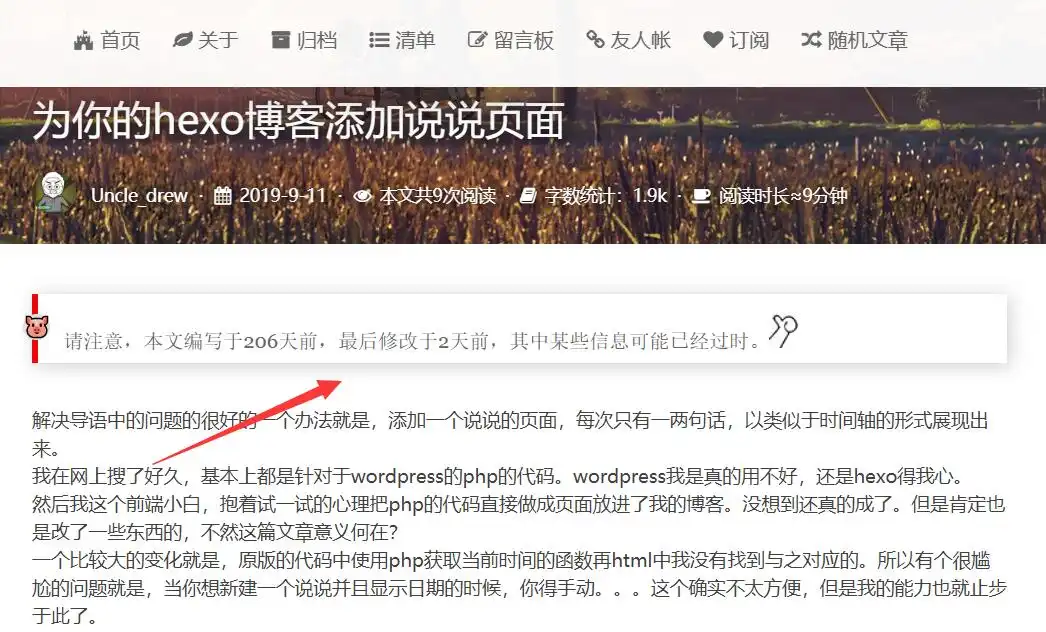 首页 关于 归档 清单 留言板 友人帐 订阅 随机文章
为你的hexo博客添加说说页面
Uncle_drew · 2019-9-11 · 本文共9次阅读 · 字数统计：1.9k · 阅读时长≈9分钟
请注意，本文编写于206天前，最后修改于2天前，其中某些信息可能已经过时。
解决导语中的问题的很好的一个办法就是，添加一个说说的页面，每次只有一两句话，以类似于时间轴的形式展现出
来。
我在网上搜了好久，基本上都是针对于wordpress的php的代码。wordpress我是真的用不好，还是hexo得我心。
然后我这个前端小白，抱着试一试的心理把php的代码直接做成页面放进了我的博客。没想到还真的成了。但是肯定也
是改了一些东西的，不然这篇文章意义何在？
一个比较大的变化就是，原版的代码中使用php获取当前时间的函数再html中我没有找到与之对应的。所以有个很尴
尬的问题就是，当你想新建一个说说并且显示日期的时候，你得手动。。。这个确实不太方便，但是我的能力也就止步
于此了。